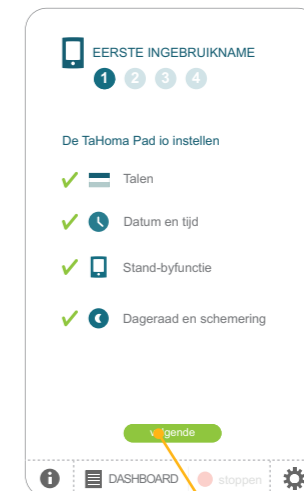 EERSTE INGEBRUIKNAME
1 2 3 4
De TaHoma Pad io instellen
Talen
Datum en tijd
Stand-byfunctie
Dageraad en schemering
volgende
DASHBOARD stoppen